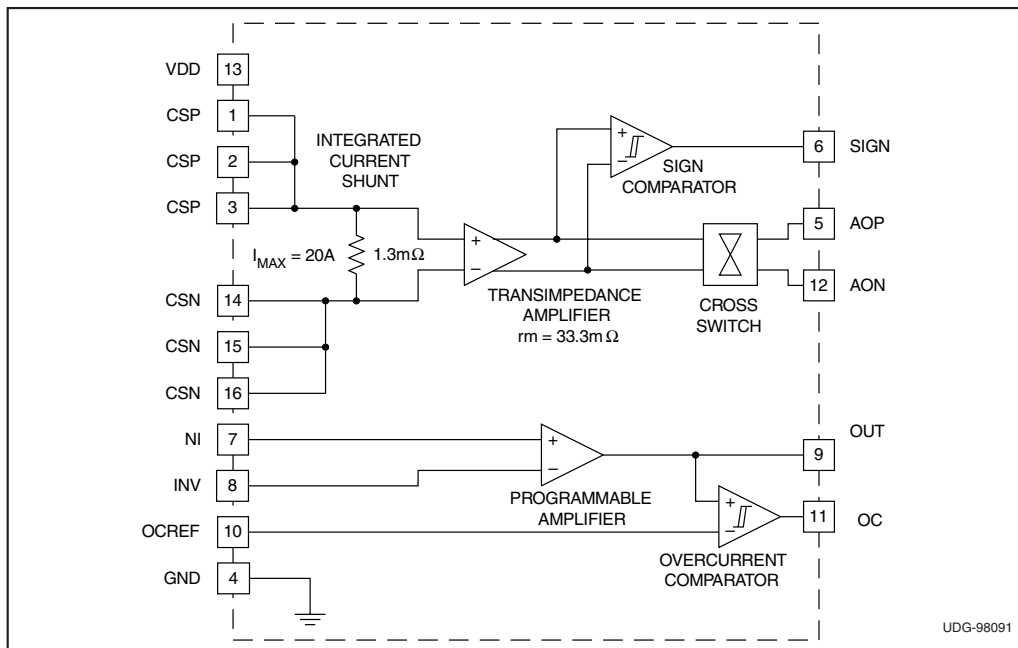 VDD 13
CSP 1
CSP 2
CSP 3
INTEGRATED
CURRENT
SHUNT
I_MAX = 20A
1.3mΩ
CSN 14
CSN 15
CSN 16
+
–
TRANSIMPEDANCE
AMPLIFIER
rm = 33.3mΩ
+
–
SIGN
COMPARATOR
CROSS
SWITCH
6 SIGN
5 AOP
12 AON
NI 7
INV 8
OCREF 10
GND 4
+
–
PROGRAMMABLE
AMPLIFIER
+
–
OVERCURRENT
COMPARATOR
OUT
9
11 OC
UDG-98091